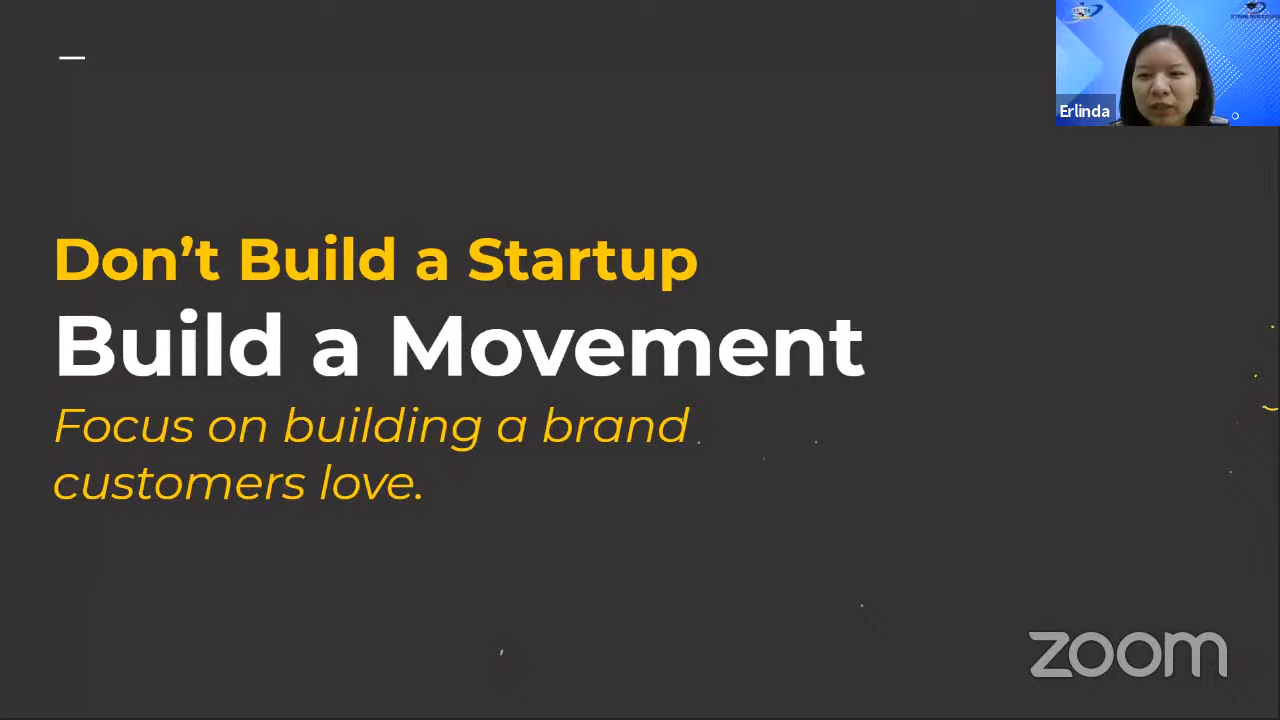 Erlinda
Don’t Build a Startup
Build a Movement
Focus on building a brand
customers love.
zoom